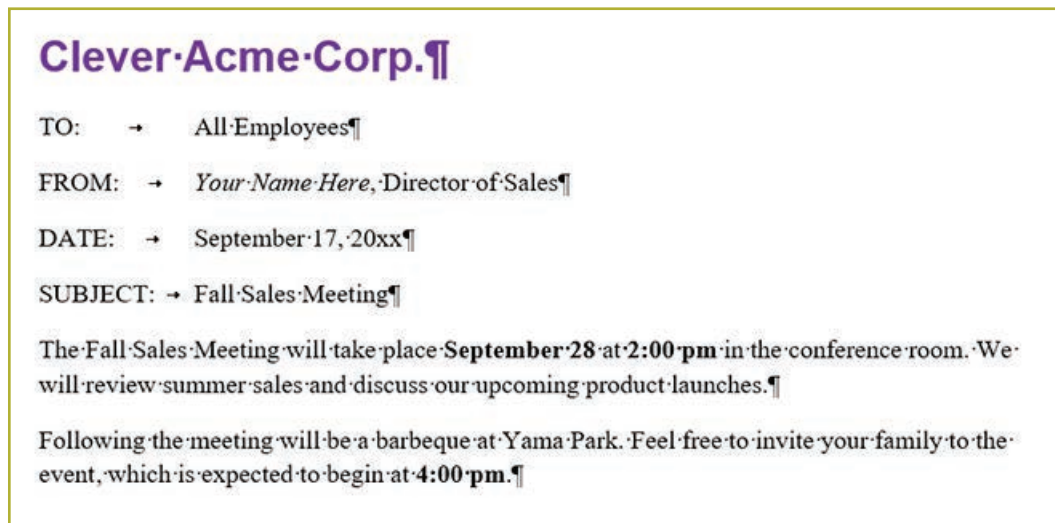 Clever·Acme·Corp.¶
TO: → All·Employees¶
FROM: → Your·Name·Here,·Director·of·Sales¶
DATE: → September·17,·20xx¶
SUBJECT: → Fall·Sales·Meeting¶
The·Fall·Sales·Meeting·will·take·place·September·28·at·2:00·pm·in·the·conference·room.·We·
will·review·summer·sales·and·discuss·our·upcoming·product·launches.¶
Following·the·meeting·will·be·a·barbeque·at·Yama·Park.·Feel·free·to·invite·your·family·to·the·
event,·which·is·expected·to·begin·at·4:00·pm.¶